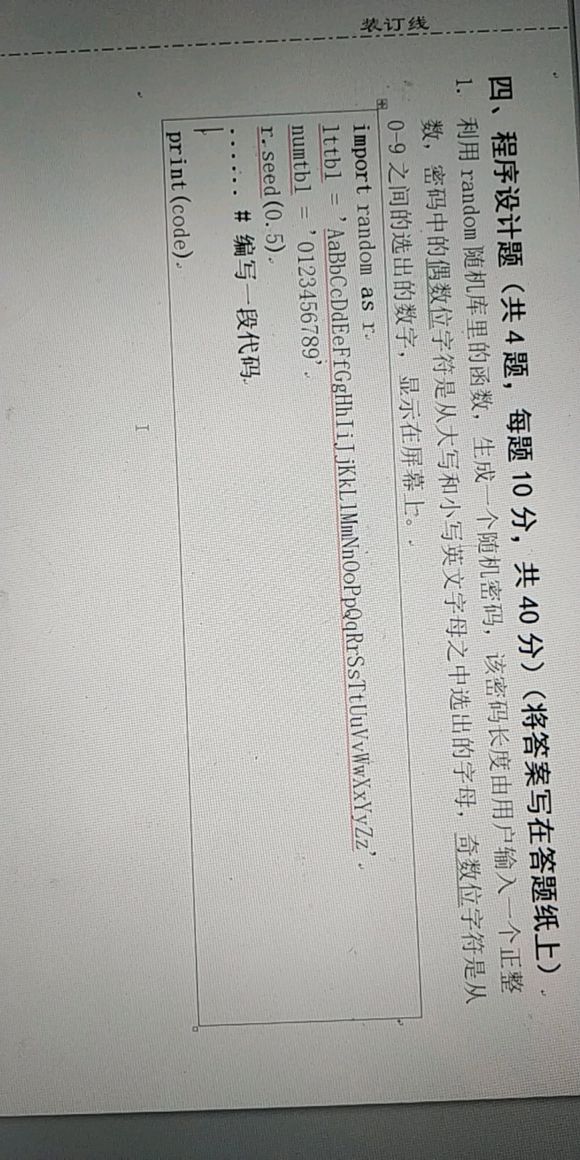 装订线
四、程序设计题（共 4 题，每题 10 分，共 40 分）（将答案写在答题纸上）
1. 利用 random 随机库里的函数，生成一个随机密码，该密码长度由用户输入一个正整
数，密码中的偶数位字符是从大写和小写英文字母之中选出的字母，奇数位字符是从
0-9 之间的选出的数字，显示在屏幕上。
import random as r
lttbl = 'AaBbCcDdEeFfGgHhIiJjKkLlMmNnOoPpQqRrSsTtUuVvWwXxYyZz'
numtbl = '0123456789'
r.seed(0.5)
...... # 编写一段代码
print(code)